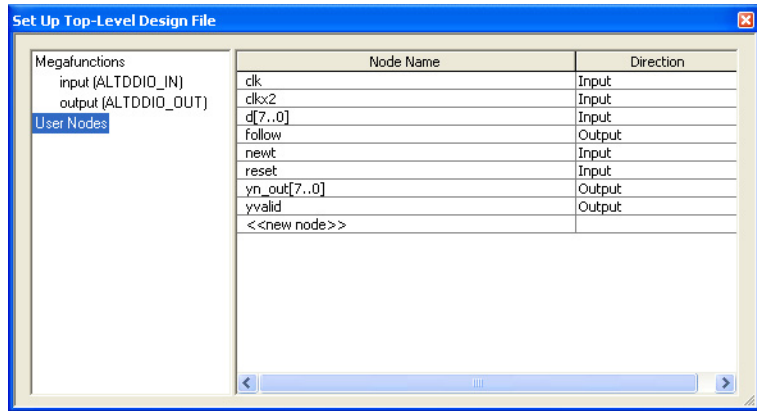 Set Up Top-Level Design File
Megafunctions
input (ALTDDIO_IN)
output (ALTDDIO_OUT)
User Nodes
Node Name Direction
clk Input
clkx2 Input
d[7..0] Input
follow Output
newt Input
reset Input
yn_out[7..0] Output
yvalid Output
<<new node>>